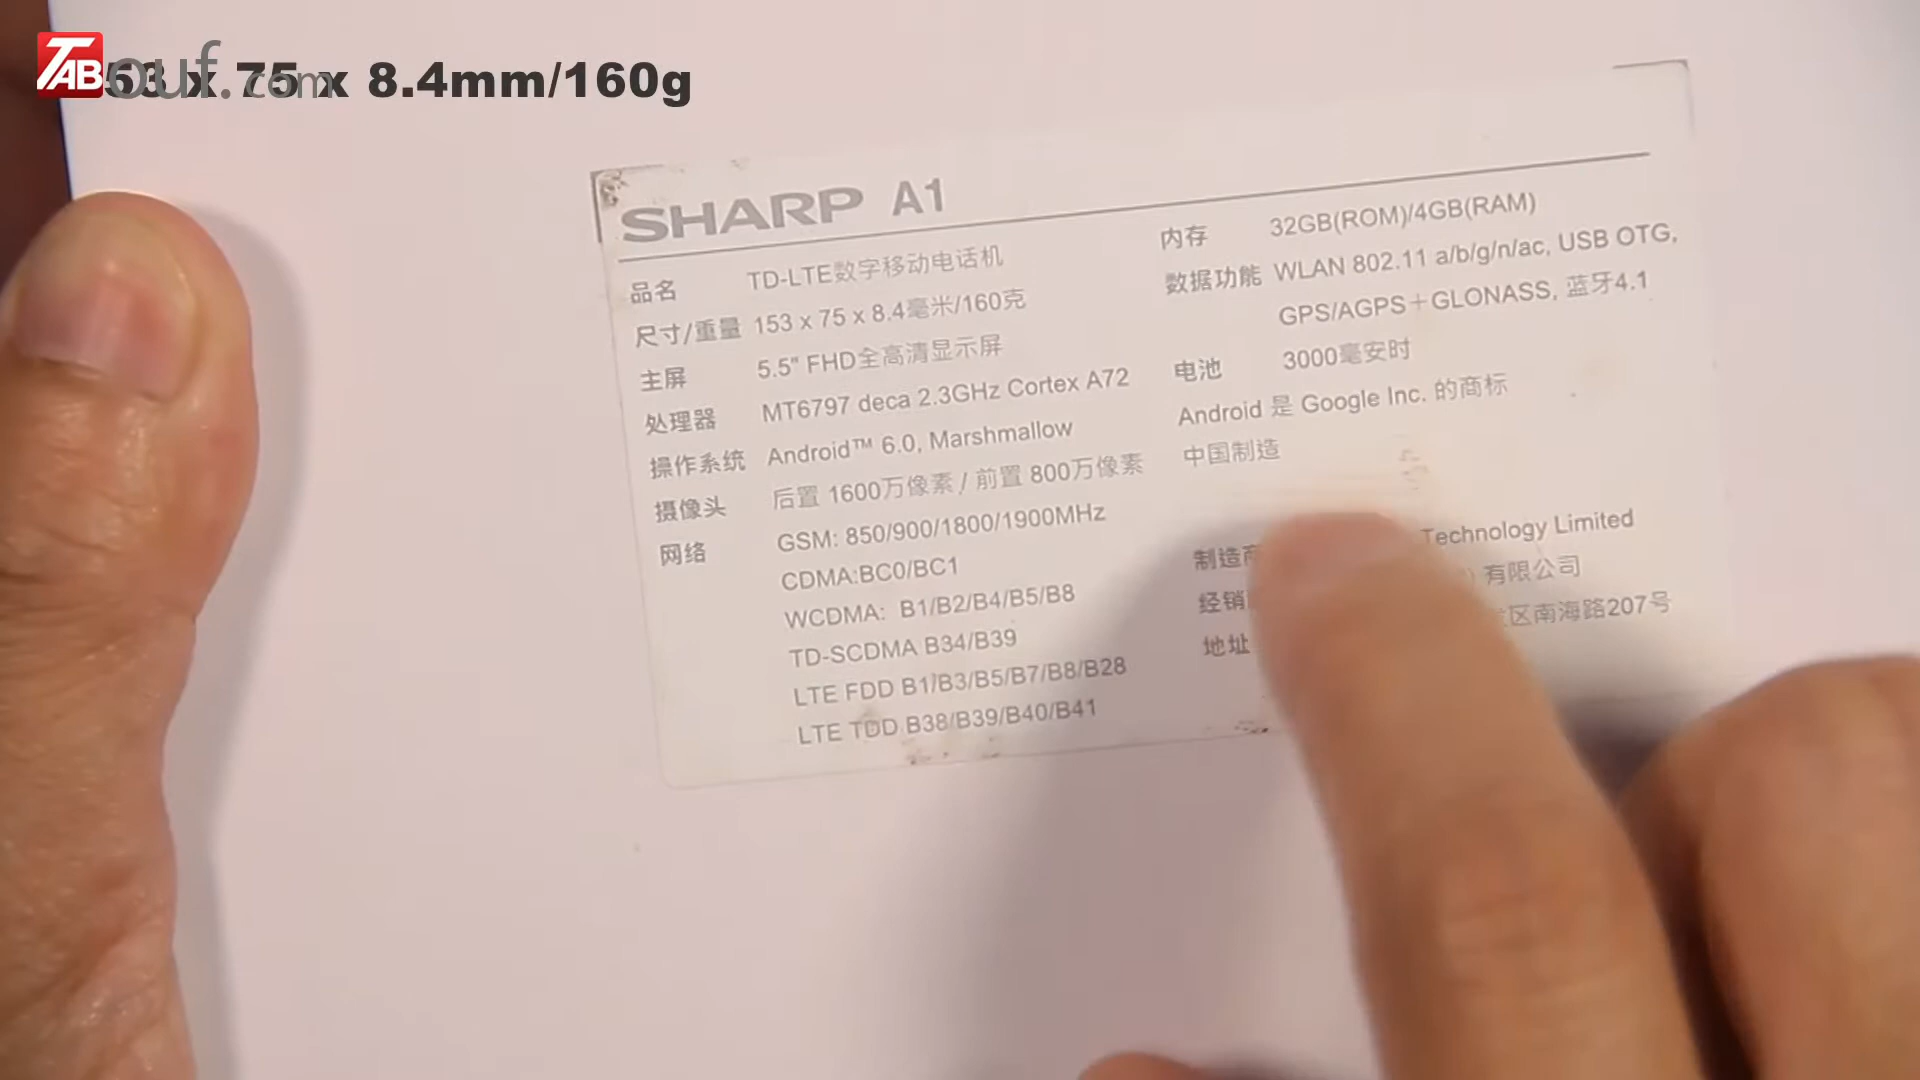 TABouf.com
53 x 75 x 8.4mm/160g
SHARP A1
品名 TD-LTE数字移动电话机
尺寸/重量 153 x 75 x 8.4毫米/160克
主屏 5.5" FHD全高清显示屏
处理器 MT6797 deca 2.3GHz Cortex A72
操作系统 Android™ 6.0, Marshmallow
摄像头 后置 1600万像素 / 前置 800万像素
网络 GSM: 850/900/1800/1900MHz
CDMA:BC0/BC1
WCDMA: B1/B2/B4/B5/B8
TD-SCDMA B34/B39
LTE FDD B1/B3/B5/B7/B8/B28
LTE TDD B38/B39/B40/B41
内存 32GB(ROM)/4GB(RAM)
数据功能 WLAN 802.11 a/b/g/n/ac, USB OTG,
GPS/AGPS+GLONASS, 蓝牙4.1
电池 3000毫安时
Android 是 Google Inc. 的商标
中国制造
制造 Technology Limited
经销 有限公司
地址 区南海路207号